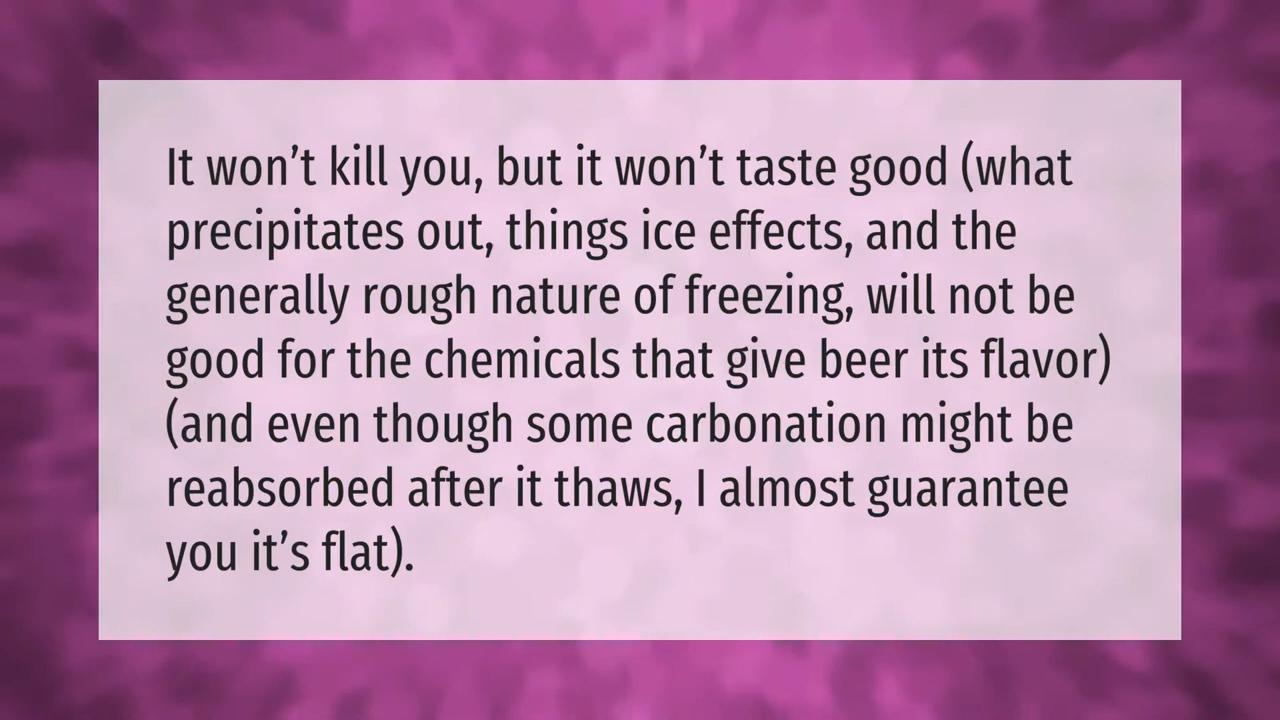 It won’t kill you, but it won’t taste good (what
precipitates out, things ice effects, and the
generally rough nature of freezing, will not be
good for the chemicals that give beer its flavor)
(and even though some carbonation might be
reabsorbed after it thaws, I almost guarantee
you it’s flat).